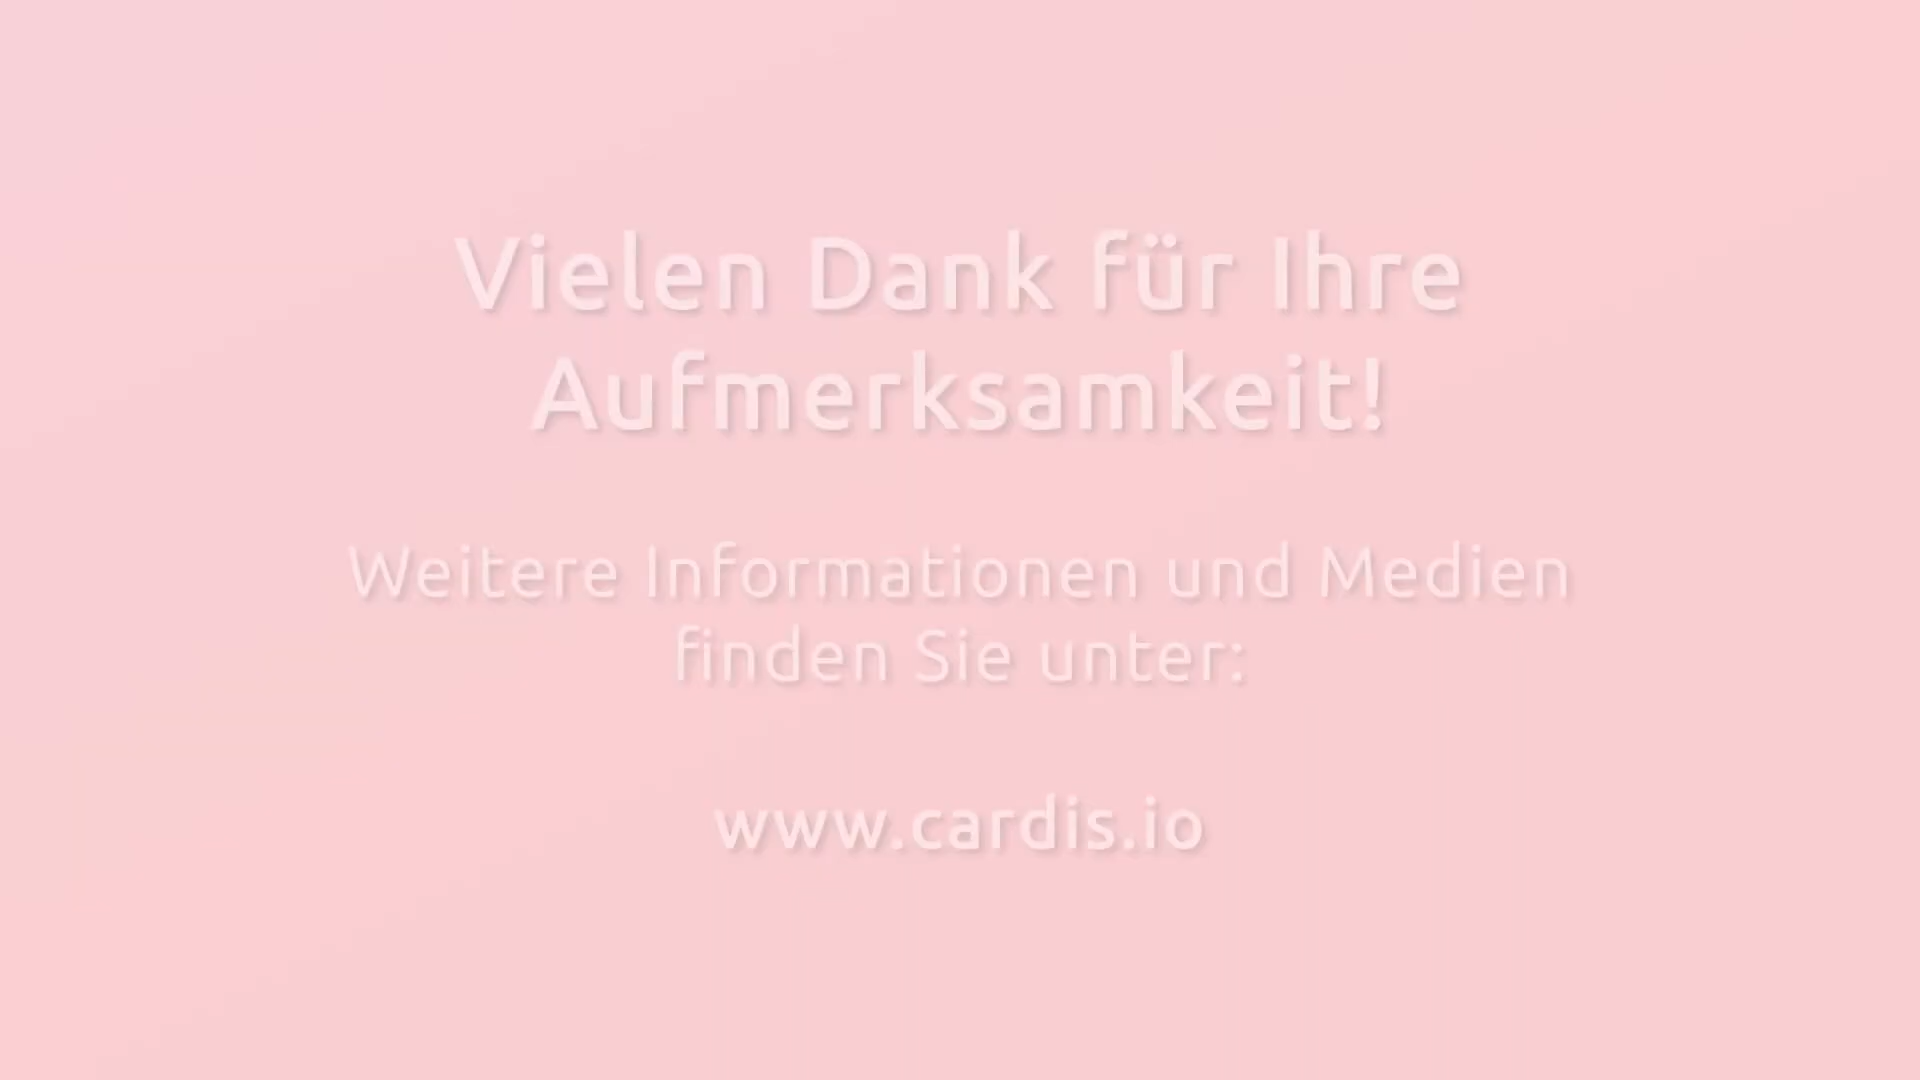 Vielen Dank für Ihre
Aufmerksamkeit!
Weitere Informationen und Medien
finden Sie unter:
www.cardis.io